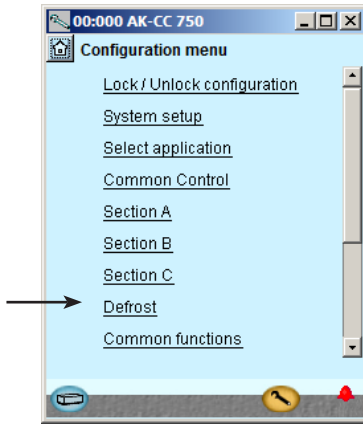 00:000 AK-CC 750
Configuration menu
Lock / Unlock configuration
System setup
Select application
Common Control
Section A
Section B
Section C
Defrost
Common functions